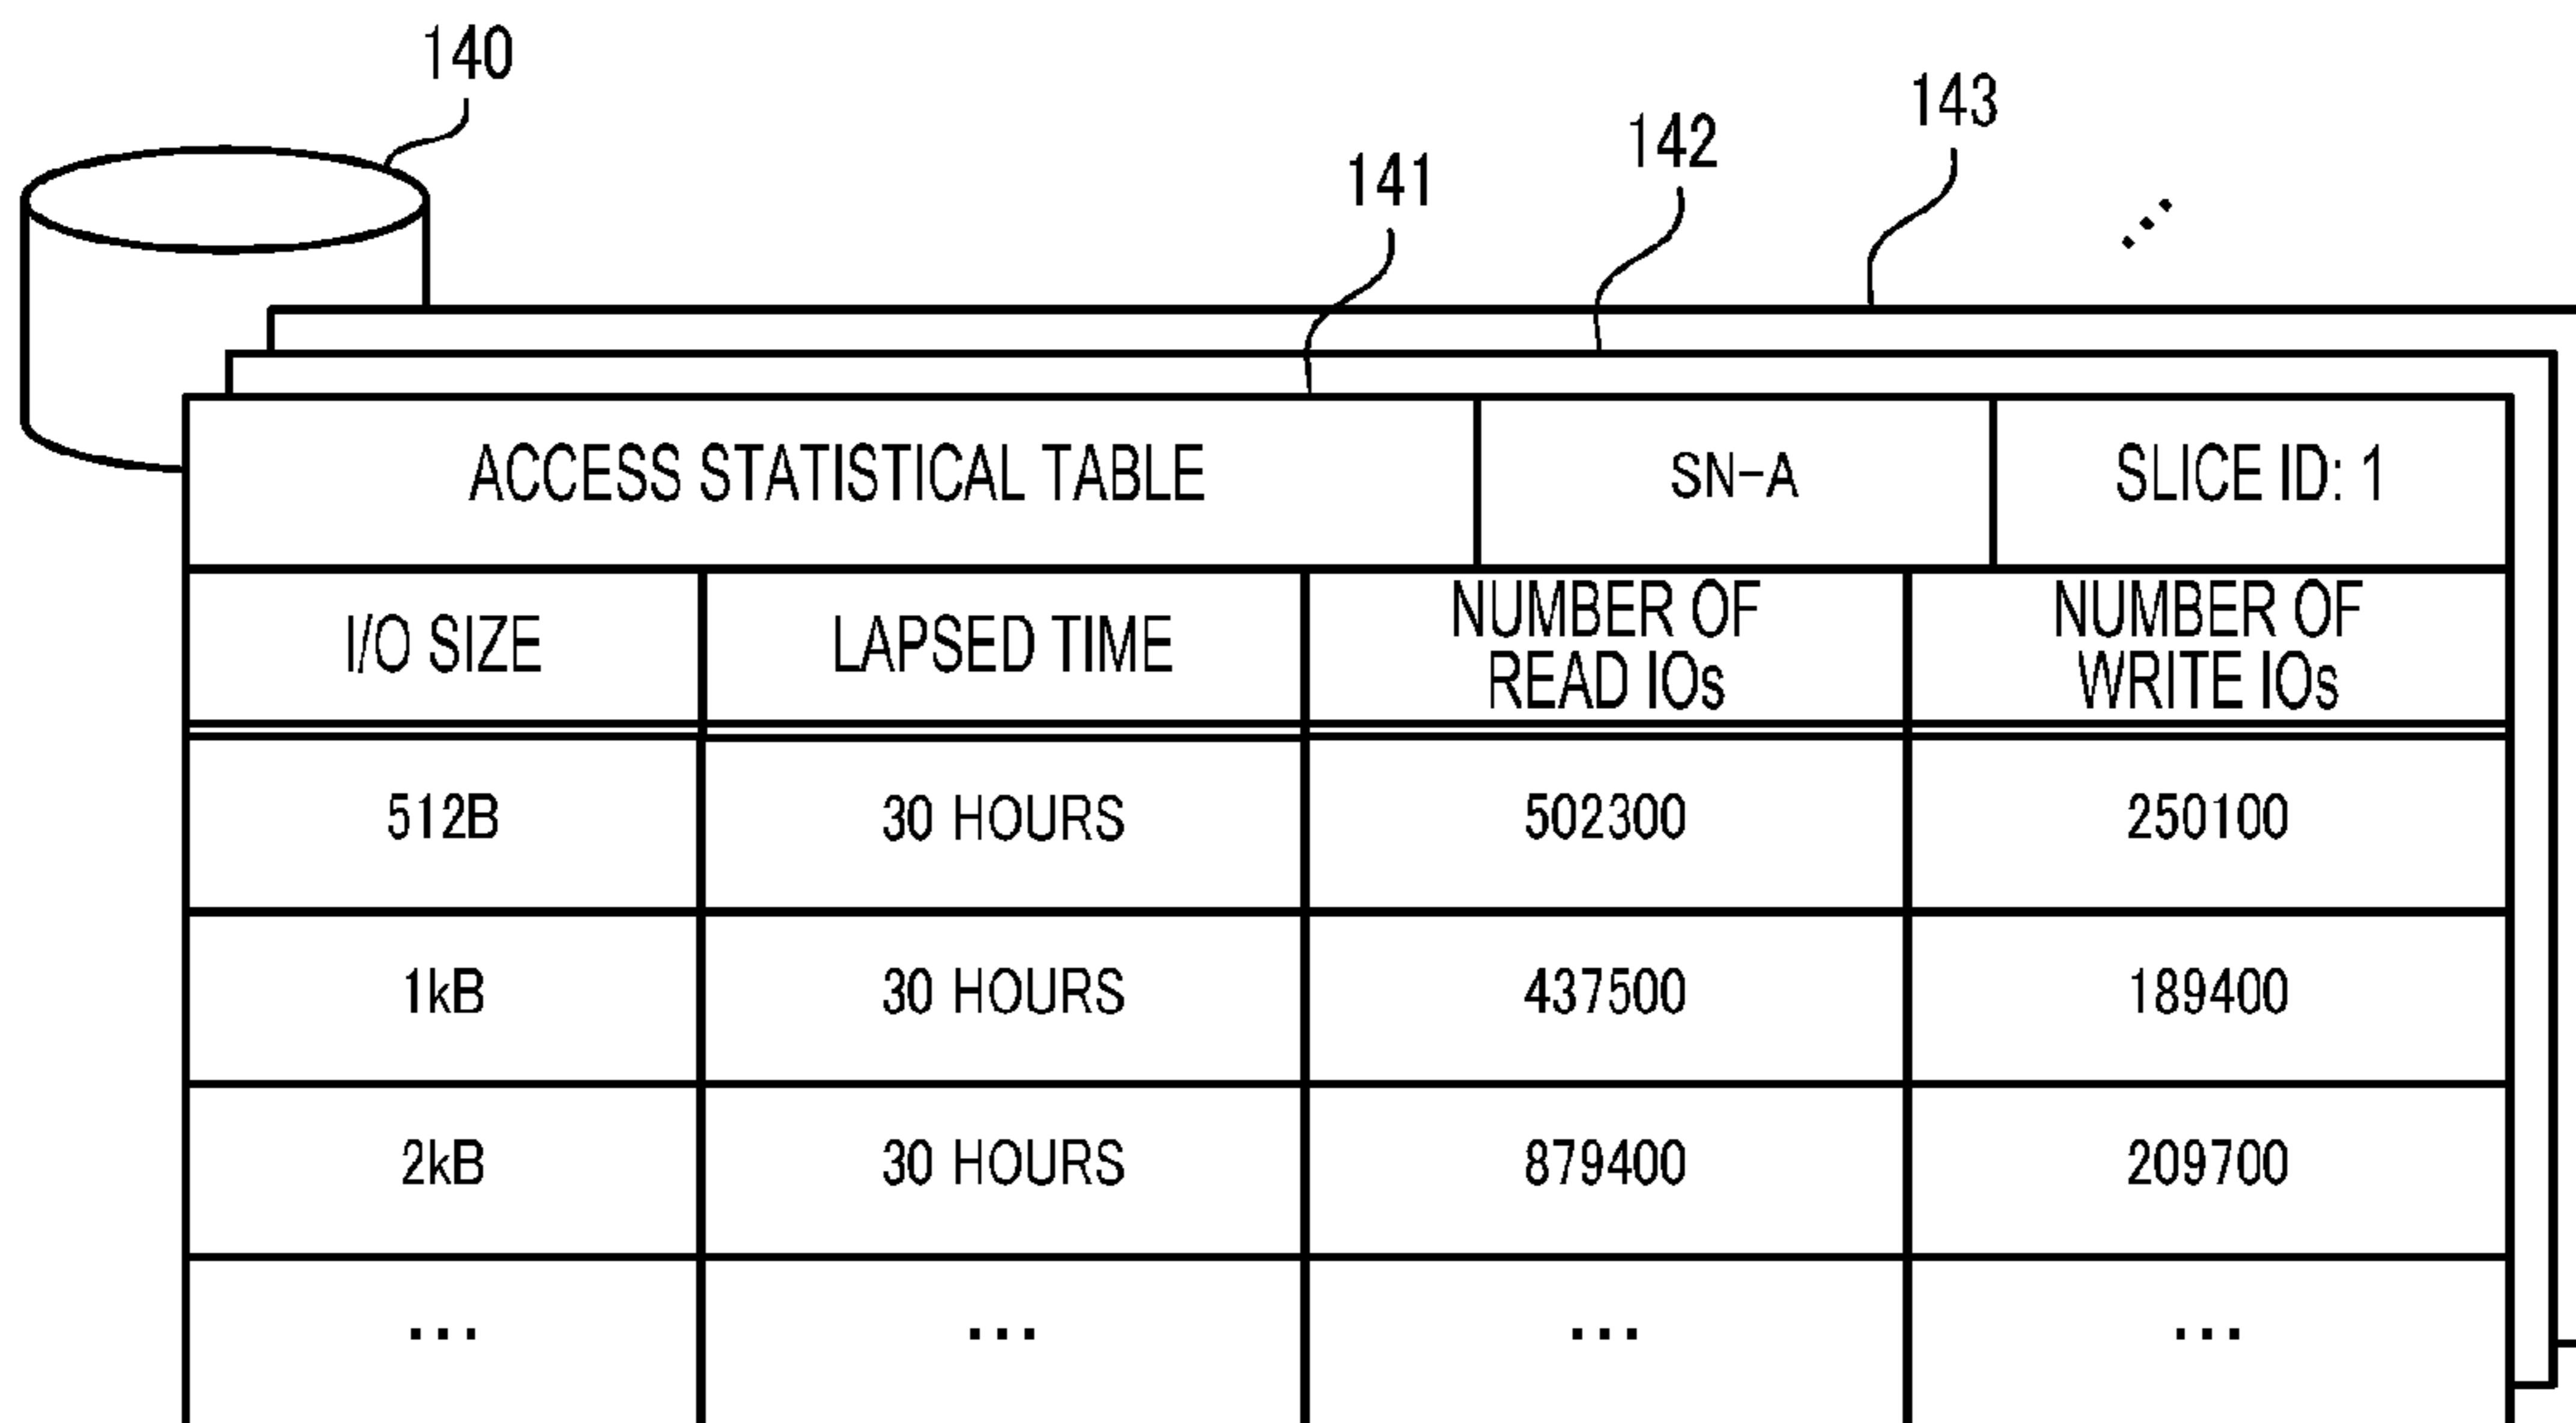 140
143
142
141
...
ACCESS STATISTICAL TABLE SN-A SLICE ID: 1
I/O SIZE LAPSED TIME NUMBER OF READ IOs NUMBER OF WRITE IOs
512B 30 HOURS 502300 250100
1kB 30 HOURS 437500 189400
2kB 30 HOURS 879400 209700
... ... ... ...